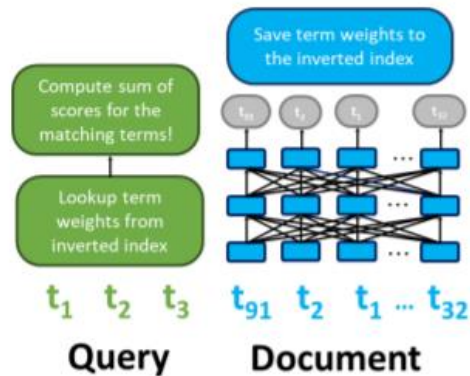 Save term weights to
the inverted index
Compute sum of
scores for the
matching terms!
Lookup term
weights from
inverted index
t91 t2 t1 t32
... 
...
...
t1 t2 t3
t91 t2 t1 ... t32
Query Document